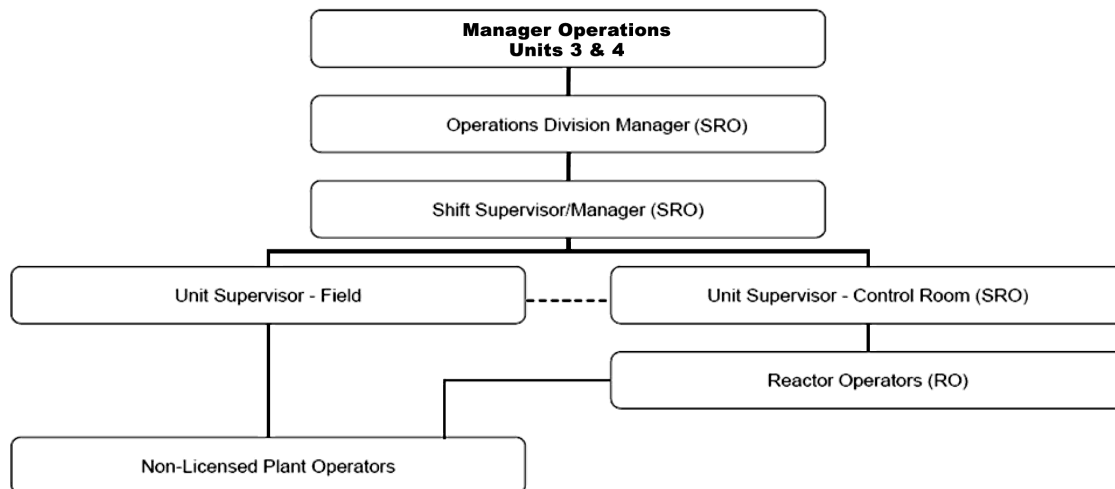 Manager Operations
Units 3 & 4
Operations Division Manager (SRO)
Shift Supervisor/Manager (SRO)
Unit Supervisor - Field
Unit Supervisor - Control Room (SRO)
Reactor Operators (RO)
Non-Licensed Plant Operators